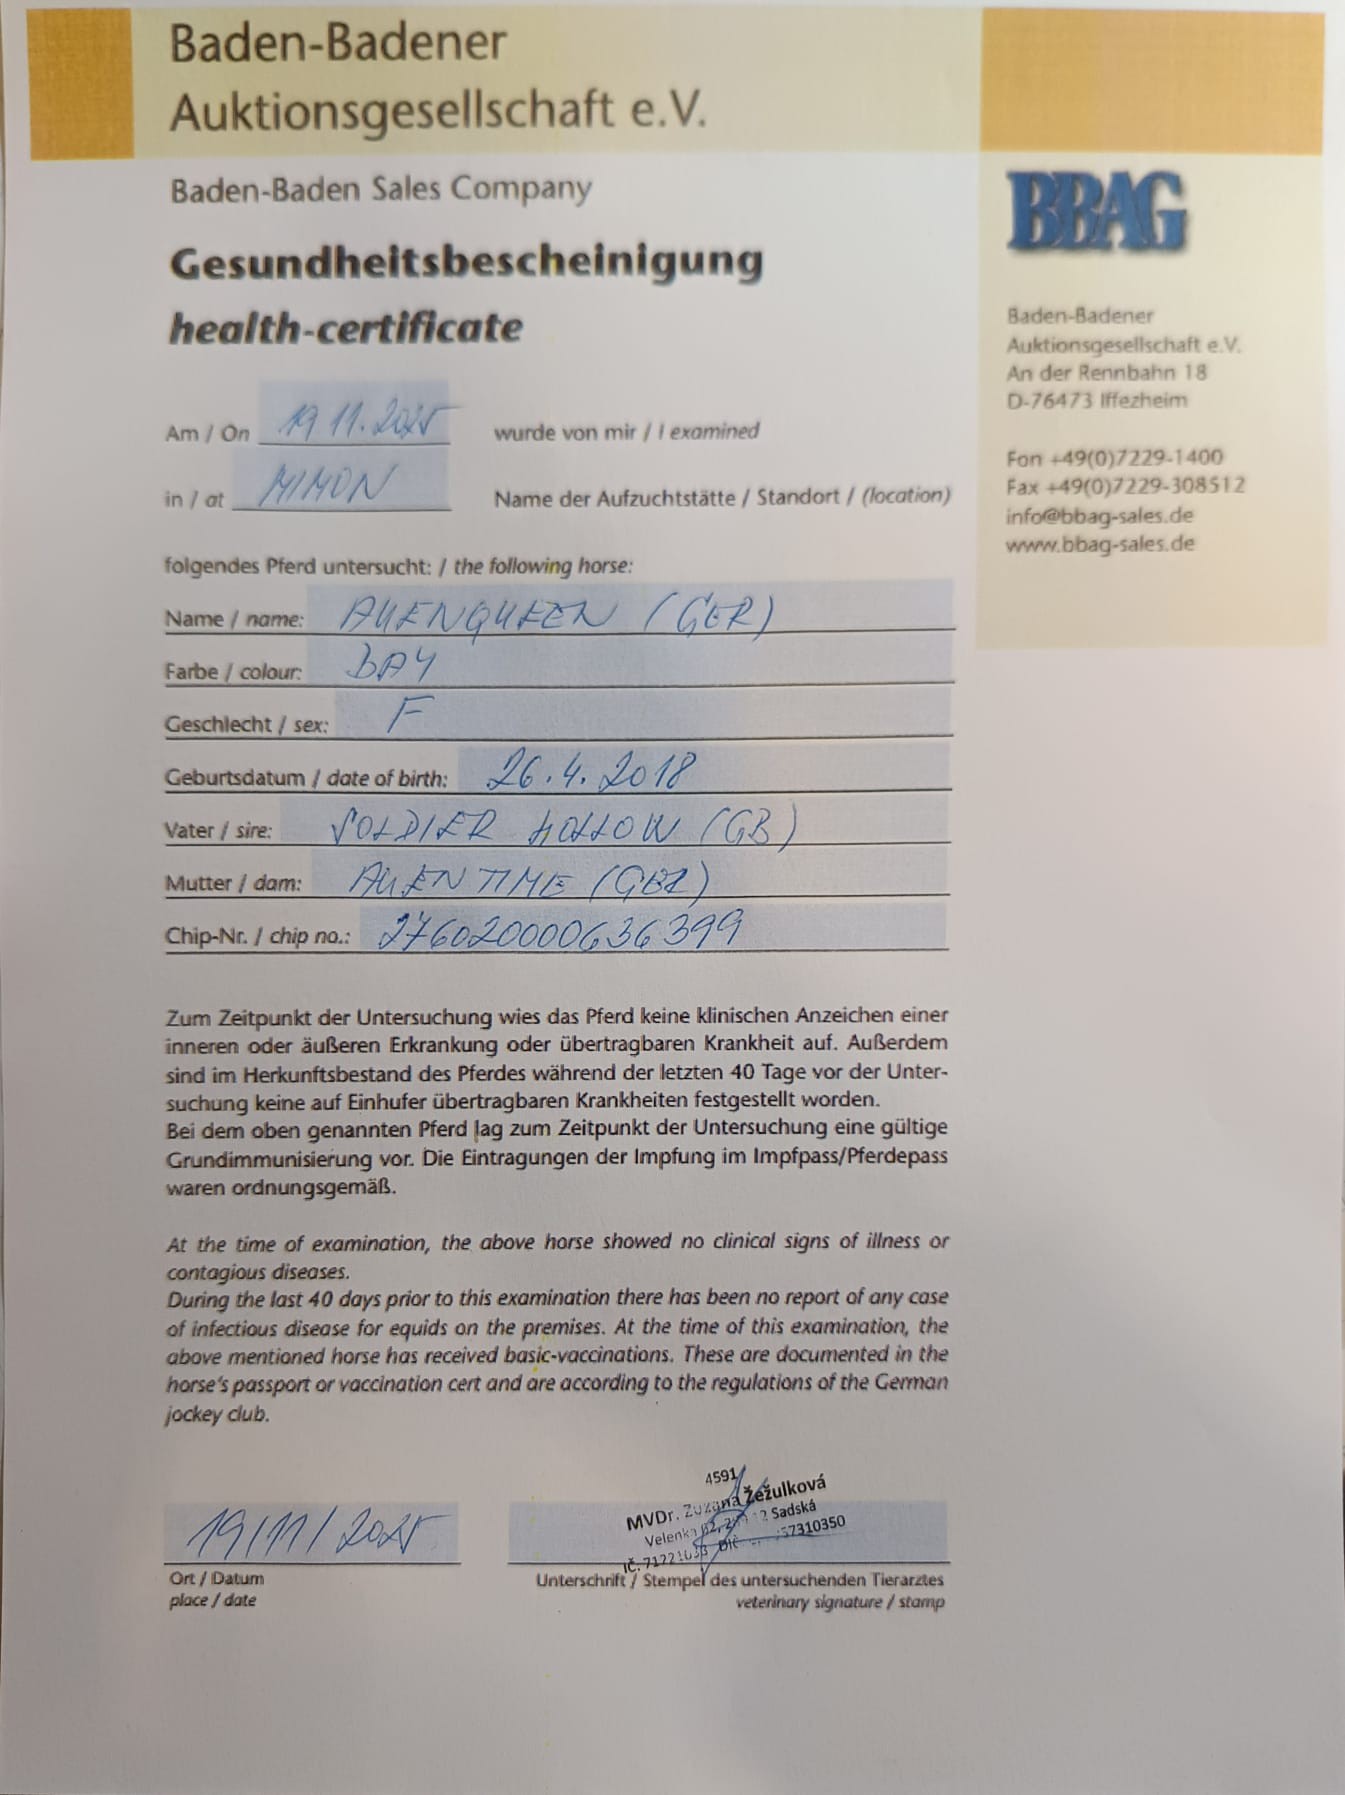 Baden-Badener
Auktionsgesellschaft e.V.
Baden-Baden Sales Company
Gesundheitsbescheinigung
health-certificate
BBAG
Baden-Badener
Auktionsgesellschaft e.V.
An der Rennbahn 18
D-76473 Iffezheim
Fon +49(0)7229-1400
Fax +49(0)7229-308512
info@bbag-sales.de
www.bbag-sales.de
Am / On 19 11.2025 wurde von mir / I examined
in / at MIMON Name der Aufzuchtstätte / Standort / (location)
folgendes Pferd untersucht: / the following horse:
Name / name: AUENQUEEN (GER)
Farbe / colour: BAY
Geschlecht / sex: F
Geburtsdatum / date of birth: 26.4.2018
Vater / sire: SOLDIER HOLLOW (GB)
Mutter / dam: AUENTIME (GER)
Chip-Nr. / chip no.: 276020000636399
Zum Zeitpunkt der Untersuchung wies das Pferd keine klinischen Anzeichen einer
inneren oder äußeren Erkrankung oder übertragbaren Krankheit auf. Außerdem
sind im Herkunftsbestand des Pferdes während der letzten 40 Tage vor der Unter-
suchung keine auf Einhufer übertragbaren Krankheiten festgestellt worden.
Bei dem oben genannten Pferd lag zum Zeitpunkt der Untersuchung eine gültige
Grundimmunisierung vor. Die Eintragungen der Impfung im Impfpass/Pferdepass
waren ordnungsgemäß.
At the time of examination, the above horse showed no clinical signs of illness or
contagious diseases.
During the last 40 days prior to this examination there has been no report of any case
of infectious disease for equids on the premises. At the time of this examination, the
above mentioned horse has received basic-vaccinations. These are documented in the
horse's passport or vaccination cert and are according to the regulations of the German
jockey club.
19/11/2025
4591
MVDr. Zuzana Žežulková
Velenka Sadská
IČ: DIČ
Ort / Datum
place / date
Unterschrift / Stempel des untersuchenden Tierarztes
veterinary signature / stamp